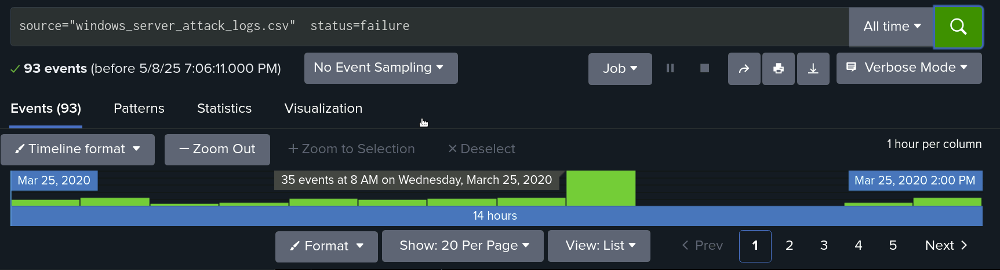 source="windows_server_attack_logs.csv"  status=failure
All time
93 events (before 5/8/25 7:06:11.000 PM)
No Event Sampling
Job
Verbose Mode
Events (93)
Patterns
Statistics
Visualization
Timeline format
Zoom Out
Zoom to Selection
Deselect
1 hour per column
Mar 25, 2020
35 events at 8 AM on Wednesday, March 25, 2020
Mar 25, 2020 2:00 PM
14 hours
Format
Show: 20 Per Page
View: List
Prev
1
2
3
4
5
Next